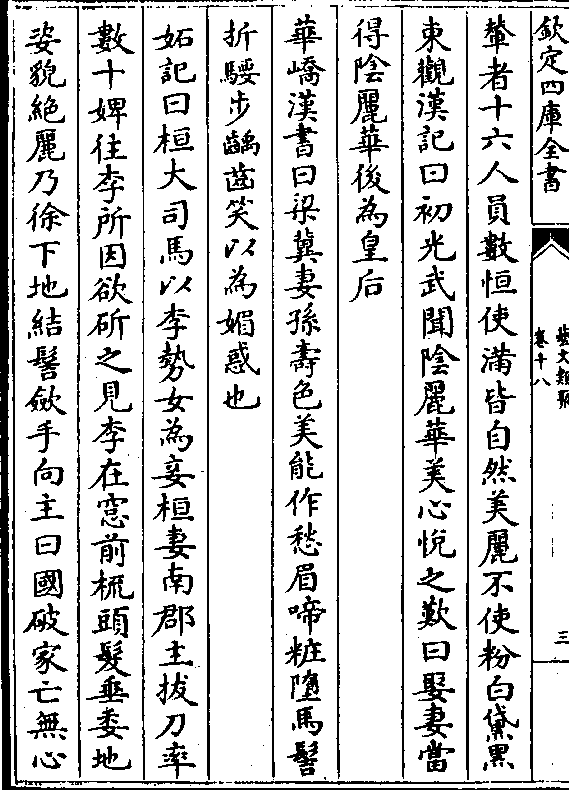 欽定四庫全書
藝文類聚
卷十八
三
輦者十六人員數恒使滿皆自然美麗不使粉白黛黑
東觀漢記曰初光武聞陰麗華美心悅之歎曰娶妻當
得陰麗華後為皇后
華嶠漢書曰梁冀妻孫壽色美能作愁眉啼粧墮馬髻
折騕步齲齒笑以為媚惑也
妬記曰桓大司馬以李勢女為妾桓妻南郡主拔刀率
數十婢往李所因欲斫之見李在窻前梳頭髮垂委地
姿貌絶麗乃徐下地結髻斂手向主曰國破家亡無心